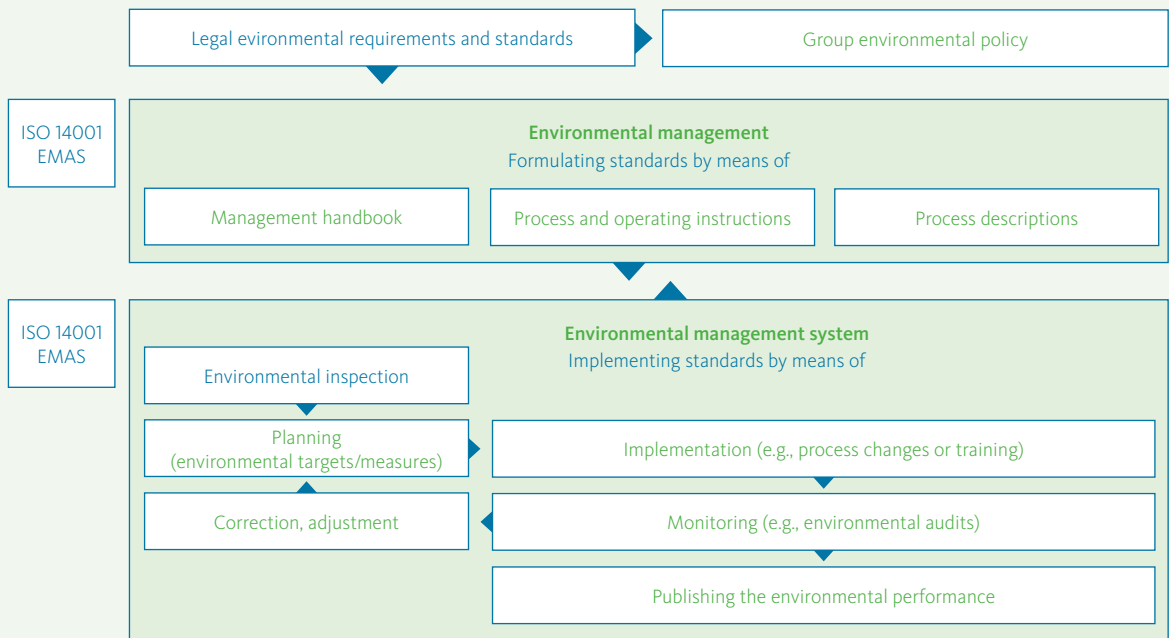 Legal evironmental requirements and standards
Group environmental policy
ISO 14001
EMAS
Environmental management
Formulating standards by means of
Management handbook
Process and operating instructions
Process descriptions
ISO 14001
EMAS
Environmental management system
Implementing standards by means of
Environmental inspection
Planning
(environmental targets/measures)
Implementation (e.g., process changes or training)
Correction, adjustment
Monitoring (e.g., environmental audits)
Publishing the environmental performance